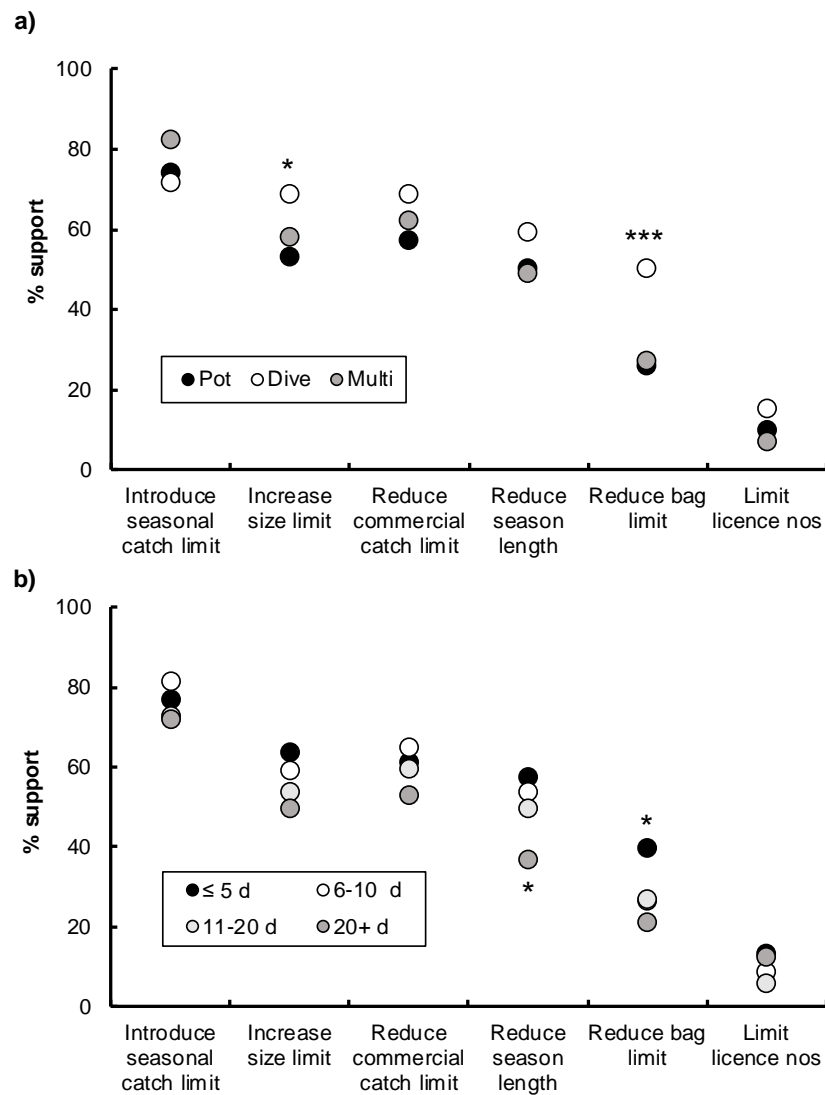 a)
100
80
60
40
20
0
% support
*
***
Pot Dive Multi
Introduce seasonal catch limit
Increase size limit
Reduce commercial catch limit
Reduce season length
Reduce bag limit
Limit licence nos
b)
100
80
60
40
20
0
% support
*
*
≤ 5 d 6-10 d
11-20 d 20+ d
Introduce seasonal catch limit
Increase size limit
Reduce commercial catch limit
Reduce season length
Reduce bag limit
Limit licence nos